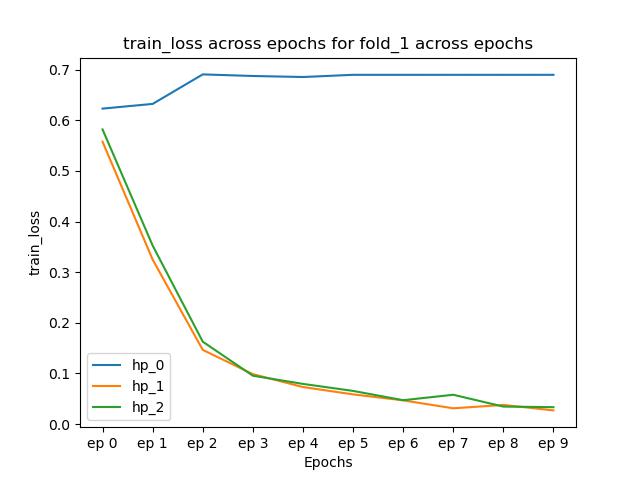 train_loss across epochs for fold_1 across epochs
0.7
0.6
0.5
0.4
0.3
0.2
0.1
0.0
train_loss
hp_0
hp_1
hp_2
ep 0 ep 1 ep 2 ep 3 ep 4 ep 5 ep 6 ep 7 ep 8 ep 9
Epochs